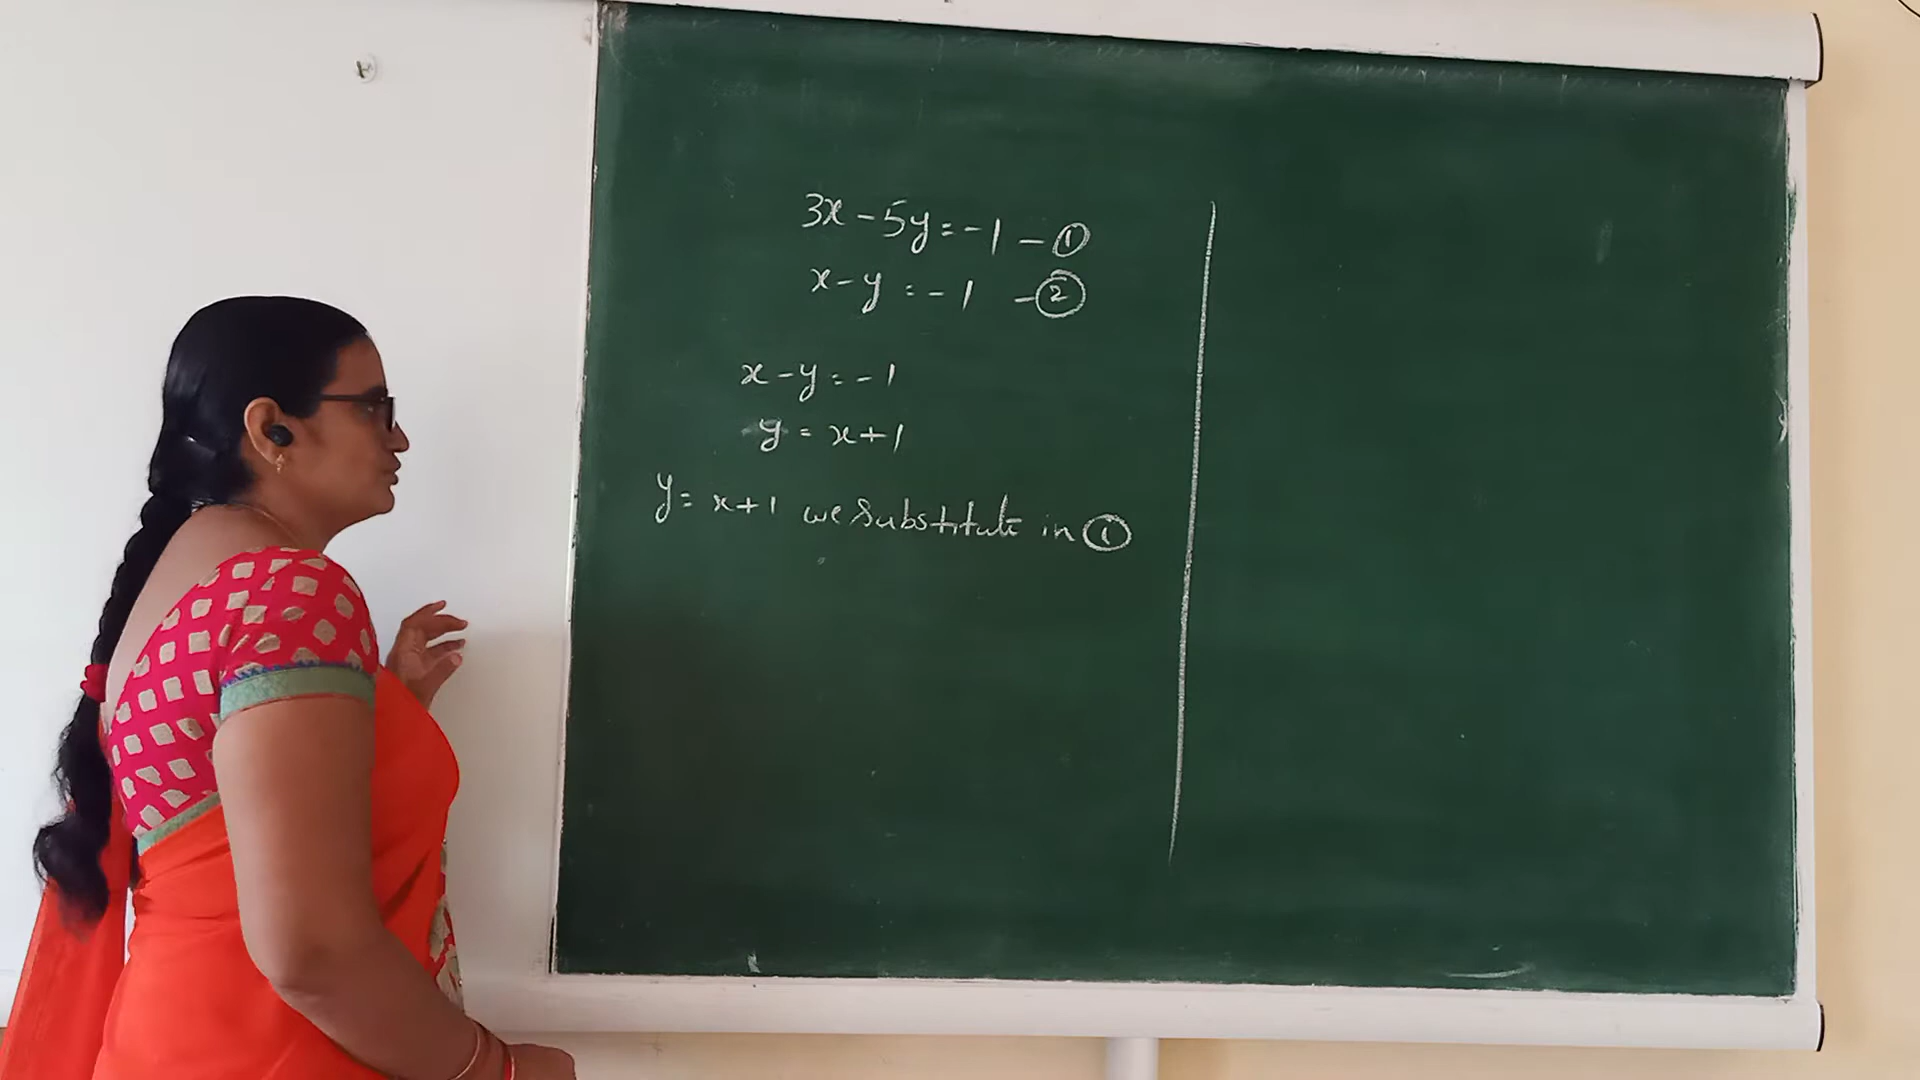 3x - 5y = -1 - ①
x - y = -1 - ②
x - y = -1
y = x + 1
y = x + 1 we substitute in ①